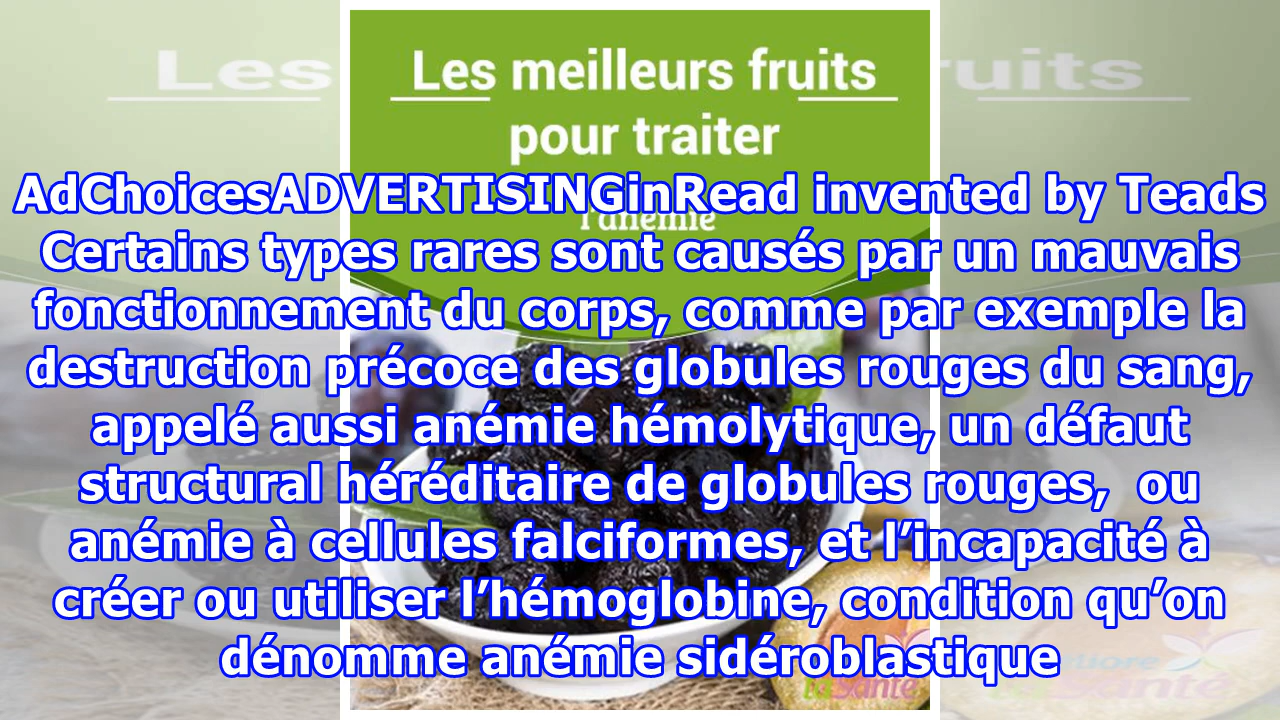 Les meilleurs fruits
pour traiter
l'anémie
AdChoicesADVERTISINGinRead invented by Teads
Certains types rares sont causés par un mauvais
fonctionnement du corps, comme par exemple la
destruction précoce des globules rouges du sang,
appelé aussi anémie hémolytique, un défaut
structural héréditaire de globules rouges,  ou
anémie à cellules falciformes, et l’incapacité à
créer ou utiliser l’hémoglobine, condition qu’on
dénomme anémie sidéroblastique
la Santé